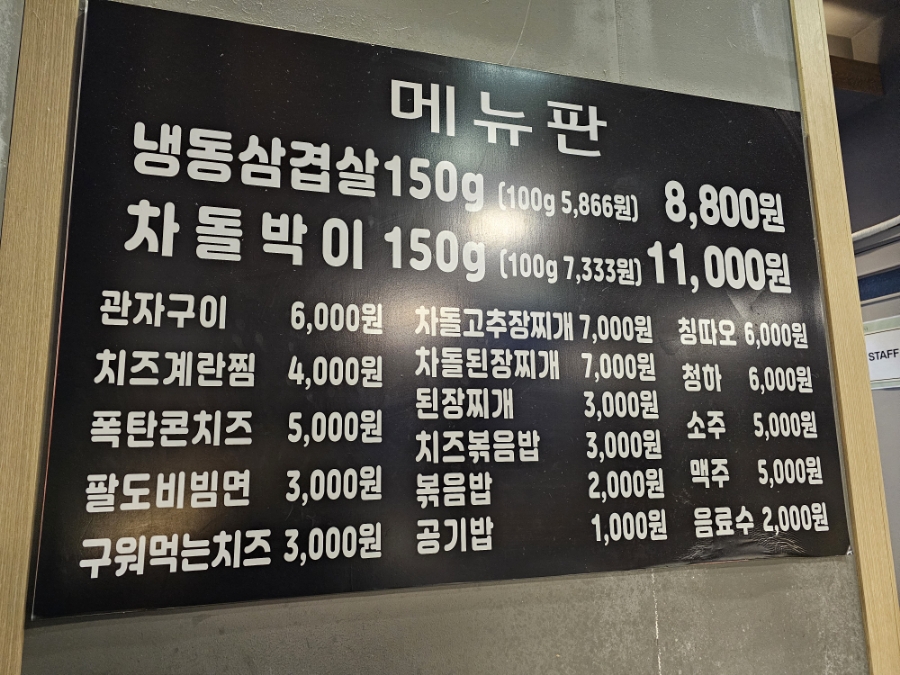 메뉴판
냉동삼겹살150g (100g 5,866원) 8,800원
차돌박이 150g (100g 7,333원) 11,000원
관자구이 6,000원
치즈계란찜 4,000원
폭탄콘치즈 5,000원
팔도비빔면 3,000원
구워먹는치즈 3,000원
차돌고추장찌개 7,000원
차돌된장찌개 7,000원
된장찌개 3,000원
치즈볶음밥 3,000원
볶음밥 2,000원
공기밥 1,000원
칭따오 6,000원
청하 6,000원
소주 5,000원
맥주 5,000원
음료수 2,000원
STAFF